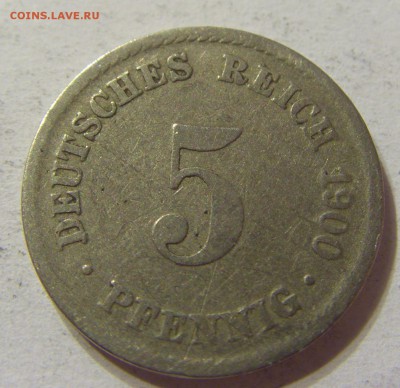 COINS.LAVE.RU
DEUTSCHES REICH 1900
5
· PFENNIG ·